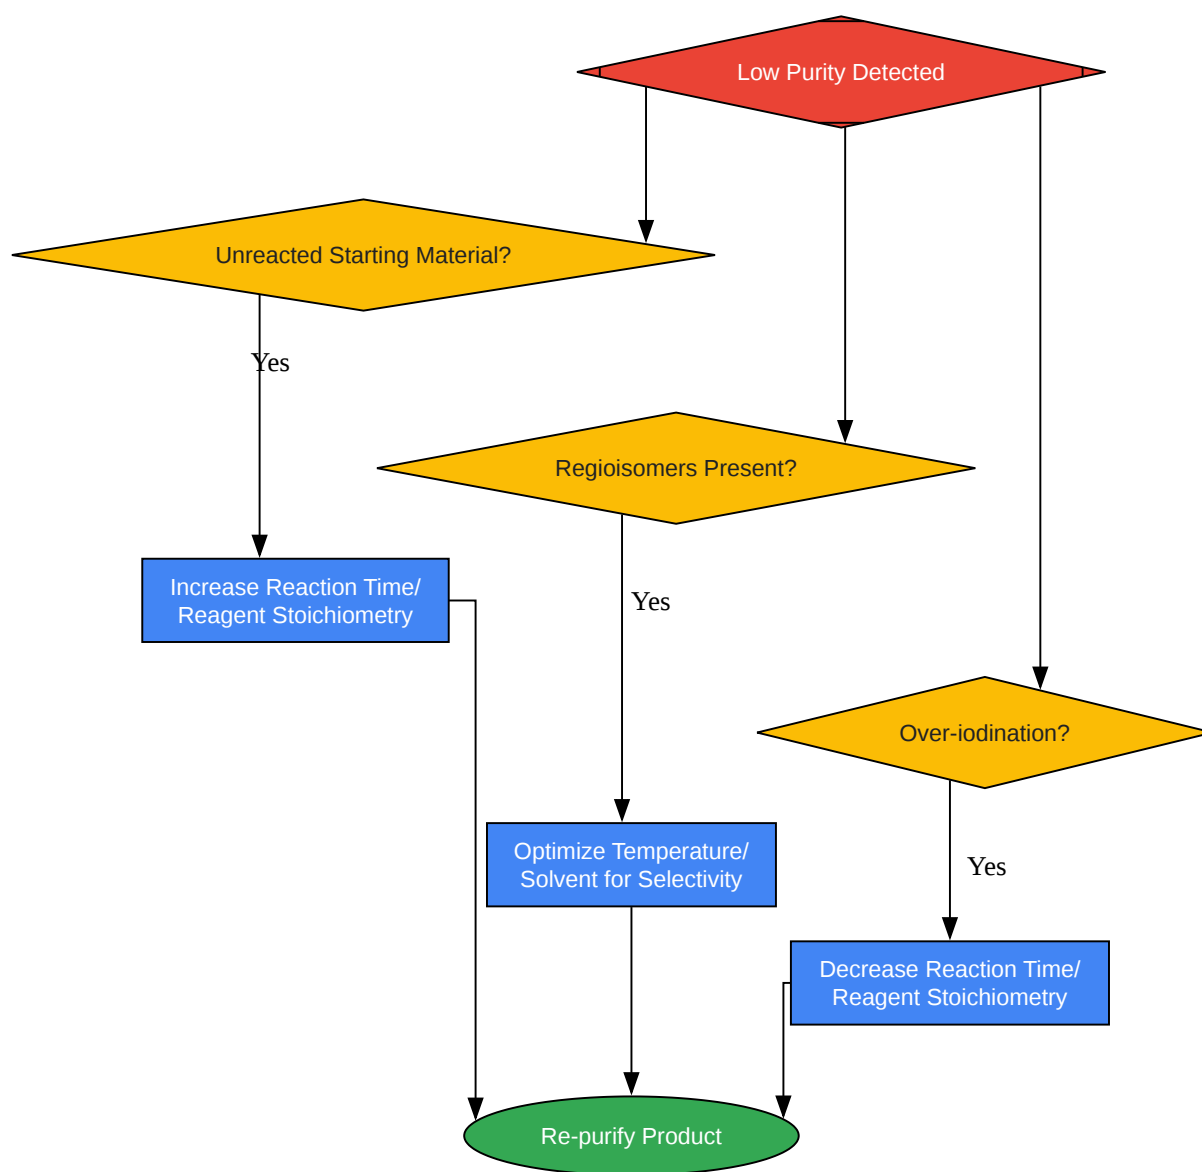 Low Purity Detected
Unreacted Starting Material?
Yes
Regioisomers Present?
Increase Reaction Time/
Reagent Stoichiometry
Yes
Over-iodination?
Optimize Temperature/
Solvent for Selectivity
Yes
Decrease Reaction Time/
Reagent Stoichiometry
Re-purify Product